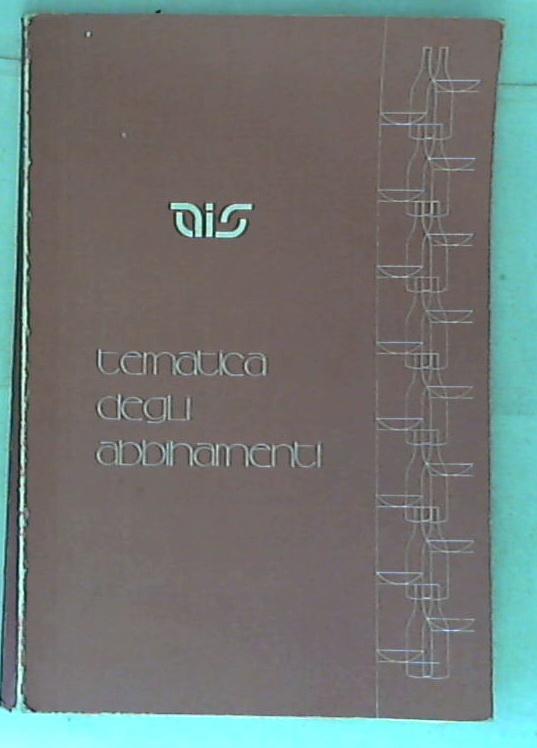 ais
tematica
degli
abbinamenti